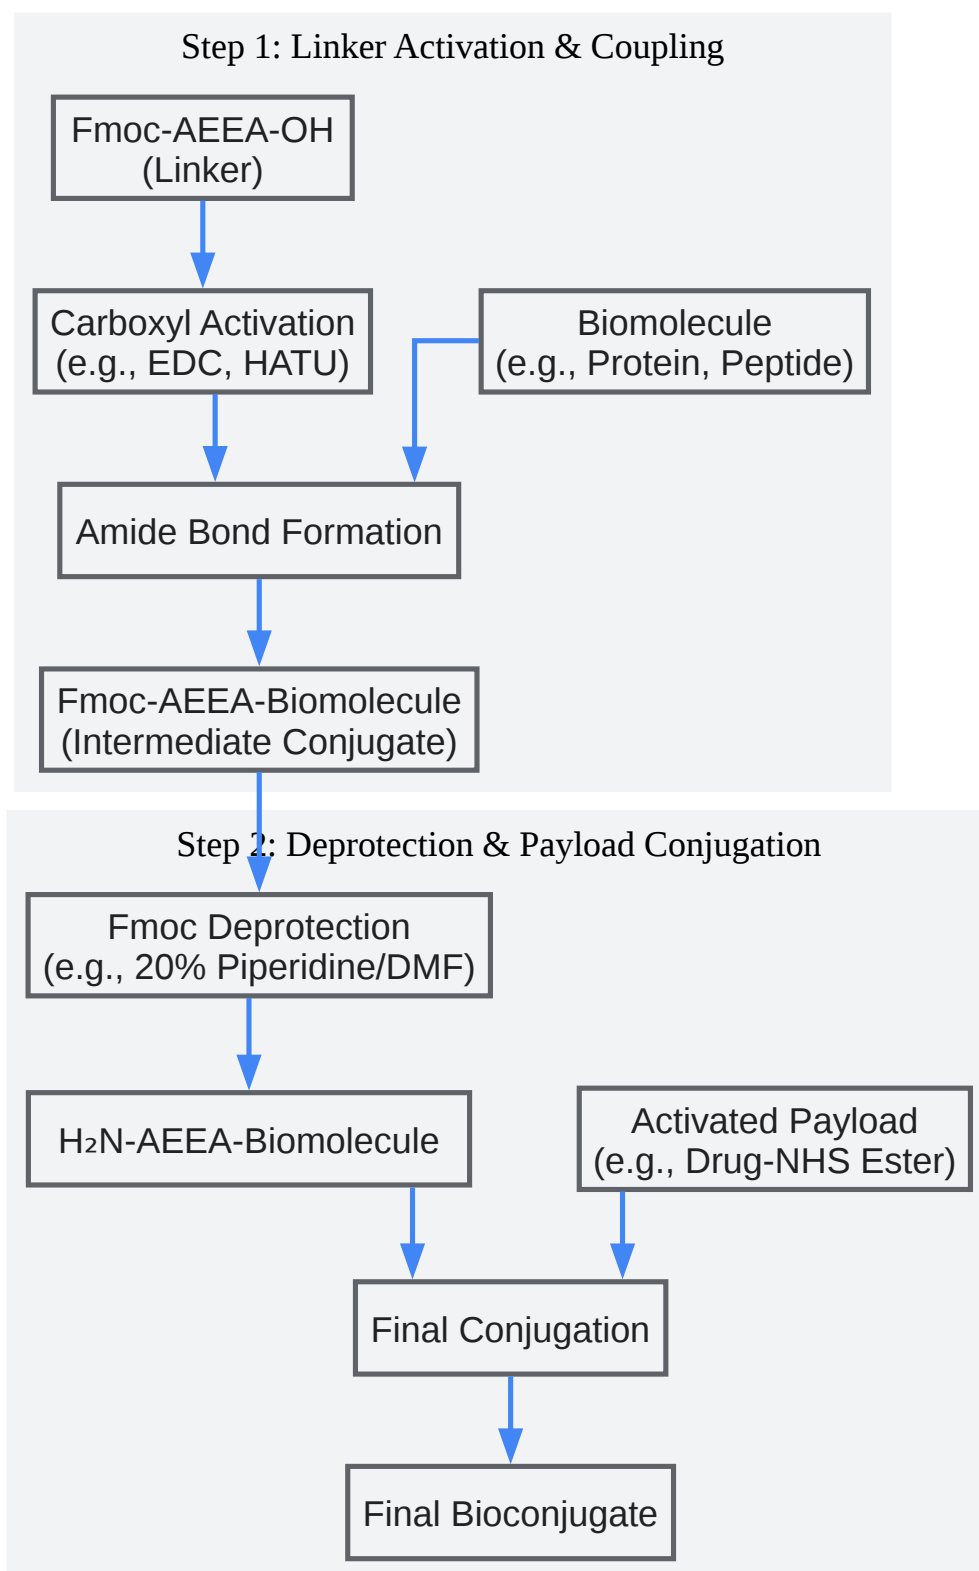 Step 1: Linker Activation & Coupling
Fmoc-AEEA-OH
(Linker)
Carboxyl Activation
(e.g., EDC, HATU)
Biomolecule
(e.g., Protein, Peptide)
Amide Bond Formation
Fmoc-AEEA-Biomolecule
(Intermediate Conjugate)
Step 2: Deprotection & Payload Conjugation
Fmoc Deprotection
(e.g., 20% Piperidine/DMF)
H₂N-AEEA-Biomolecule
Activated Payload
(e.g., Drug-NHS Ester)
Final Conjugation
Final Bioconjugate